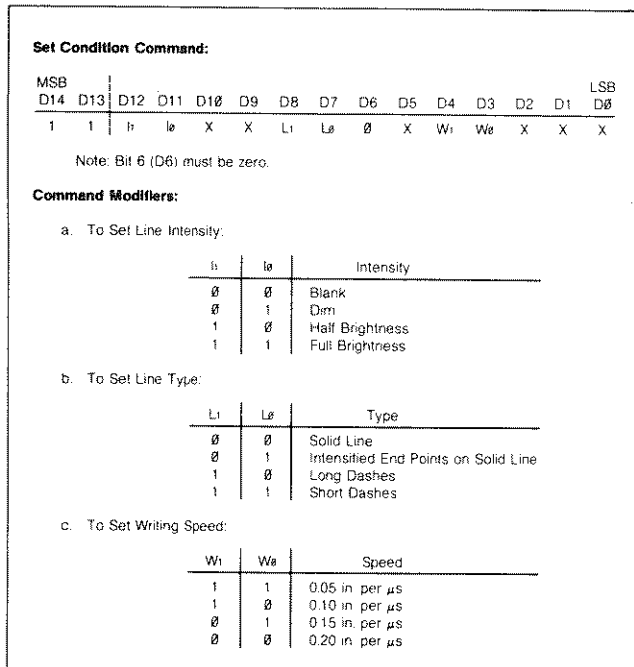 Set Condition Command:
MSB LSB
D14 D13 D12 D11 D1Ø D9 D8 D7 D6 D5 D4 D3 D2 D1 DØ
1 1 I₁ Iø X X L₁ Lø Ø X W₁ Wø X X X
Note: Bit 6 (D6) must be zero.
Command Modifiers:
a. To Set Line Intensity:
I₁ Iø Intensity
Ø Ø Blank
Ø 1 Dim
1 Ø Half Brightness
1 1 Full Brightness
b. To Set Line Type:
L₁ Lø Type
Ø Ø Solid Line
Ø 1 Intensified End Points on Solid Line
1 Ø Long Dashes
1 1 Short Dashes
c. To Set Writing Speed:
W₁ Wø Speed
1 1 0.05 in per µs
1 Ø 0.10 in per µs
Ø 1 0.15 in. per µs
Ø Ø 0.20 in per µs